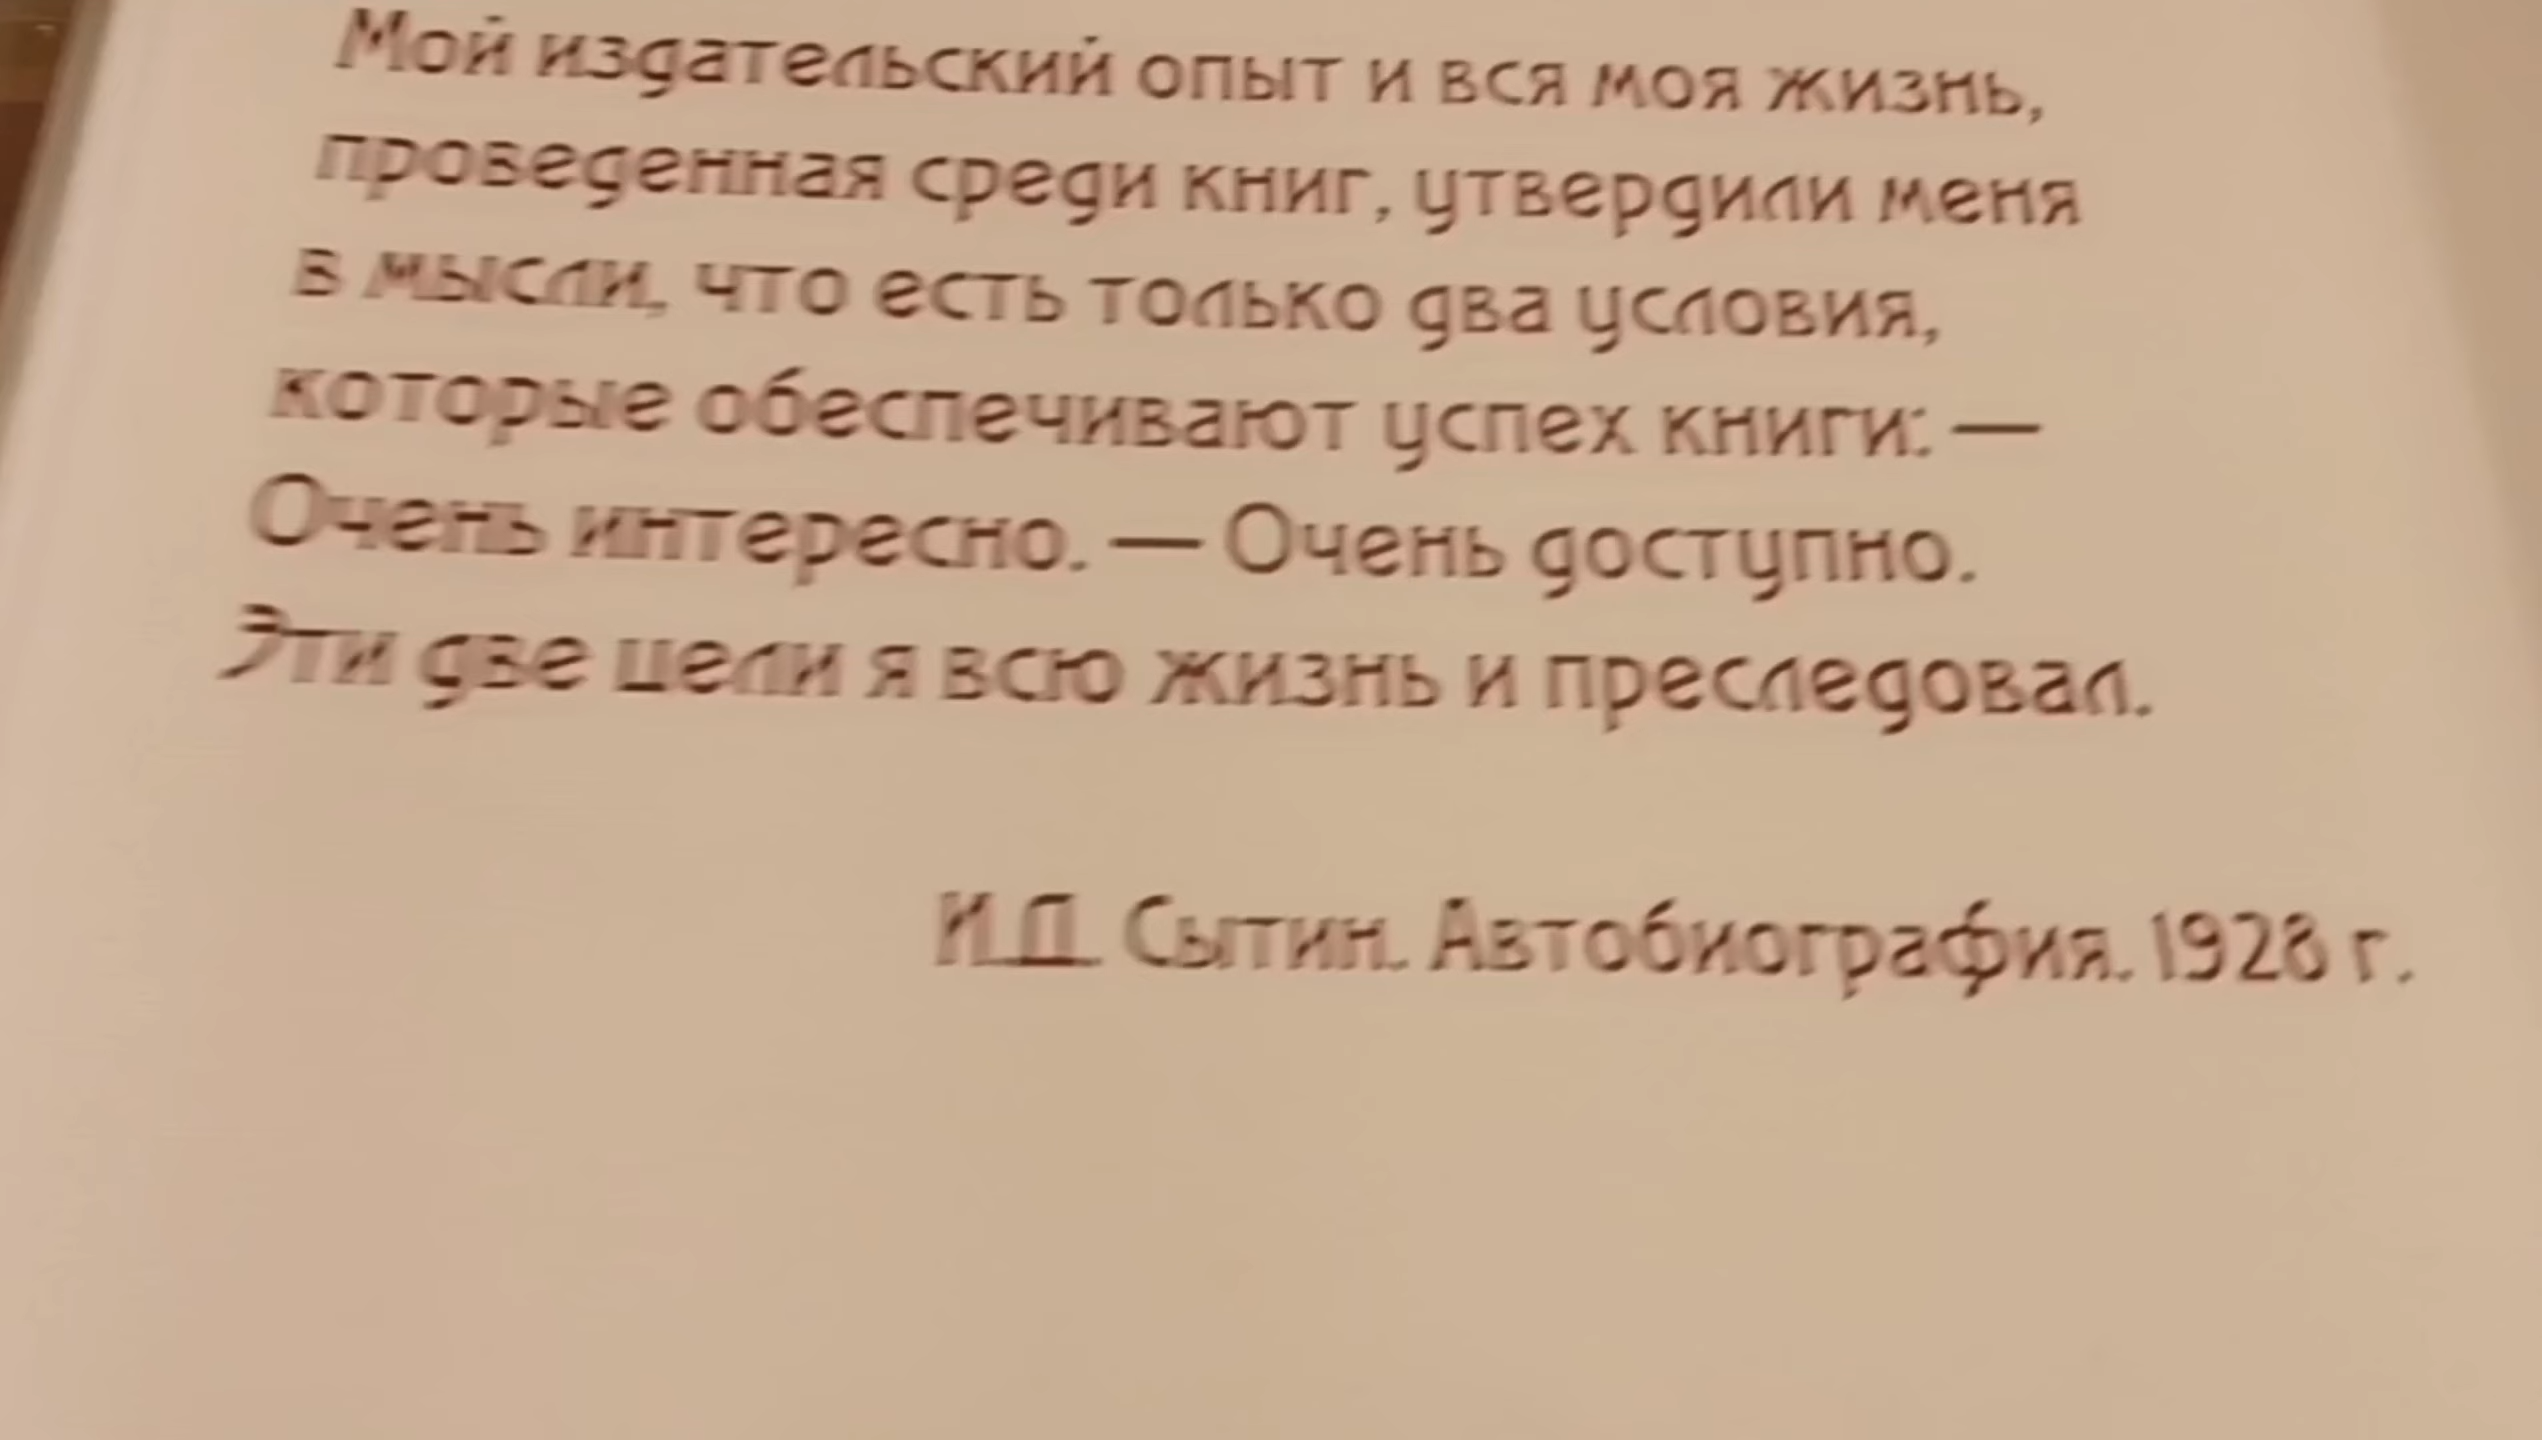 Мой издательский опыт и вся моя жизнь,
проведенная среди книг, утвердили меня
в мысли, что есть только два условия,
которые обеспечивают успех книги: —
Очень интересно. — Очень доступно.
Эти две цели я всю жизнь и преследовал.
И.Д. Сытин. Автобиография. 1928 г.